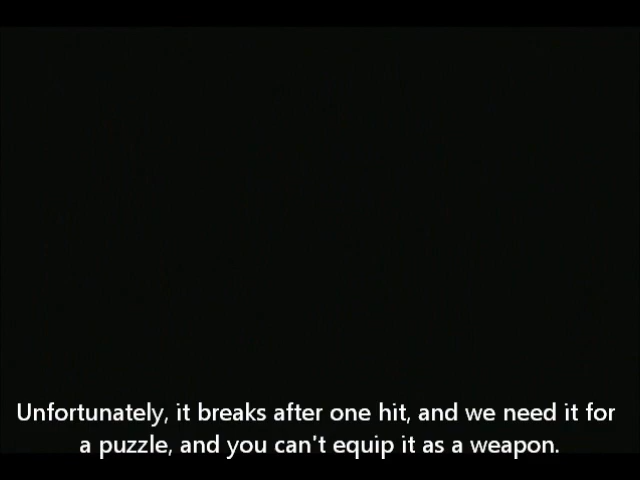 Unfortunately, it breaks after one hit, and we need it for
a puzzle, and you can't equip it as a weapon.